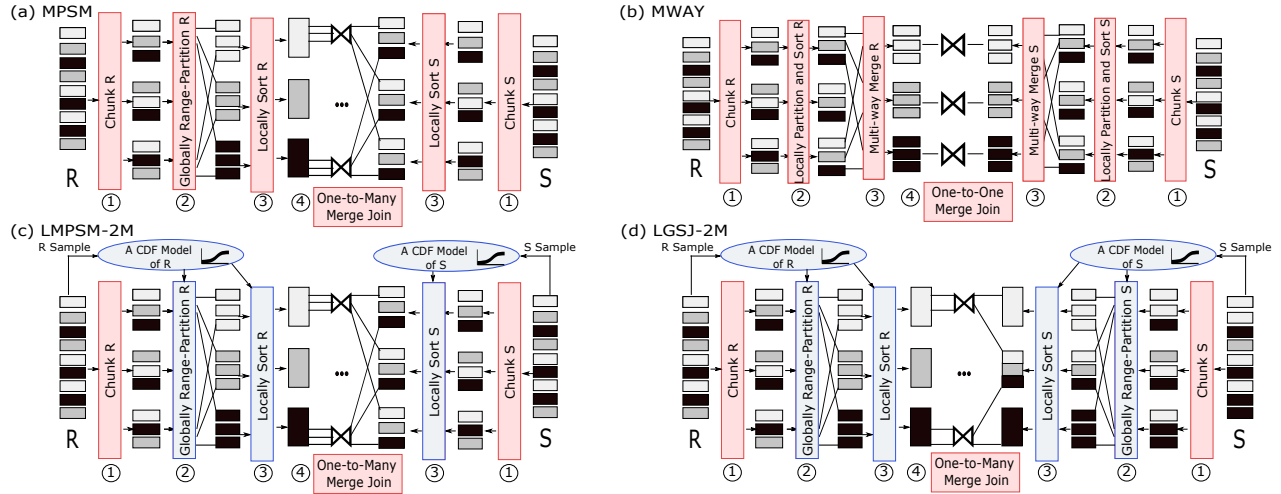 (a) MPSM
R
Chunk R
①
Globally Range-Partition R
②
Locally Sort R
③
④
...
One-to-Many
Merge Join
Locally Sort S
③
Chunk S
①
S
(b) MWAY
R
Chunk R
①
Locally Partition and Sort R
②
Multi-way Merge R
③
④
One-to-One
Merge Join
Multi-way Merge S
③
Locally Partition and Sort S
②
Chunk S
①
S
(c) LMPSM-2M
R Sample
A CDF Model
of R
A CDF Model
of S
S Sample
R
Chunk R
①
Globally Range-Partition R
②
Locally Sort R
③
④
...
One-to-Many
Merge Join
Locally Sort S
③
Chunk S
①
S
(d) LGSJ-2M
R Sample
A CDF Model
of R
A CDF Model
of S
S Sample
R
Chunk R
①
Globally Range-Partition R
②
Locally Sort R
③
④
...
One-to-Many
Merge Join
Locally Sort S
③
Globally Range-Partition S
②
Chunk S
①
S